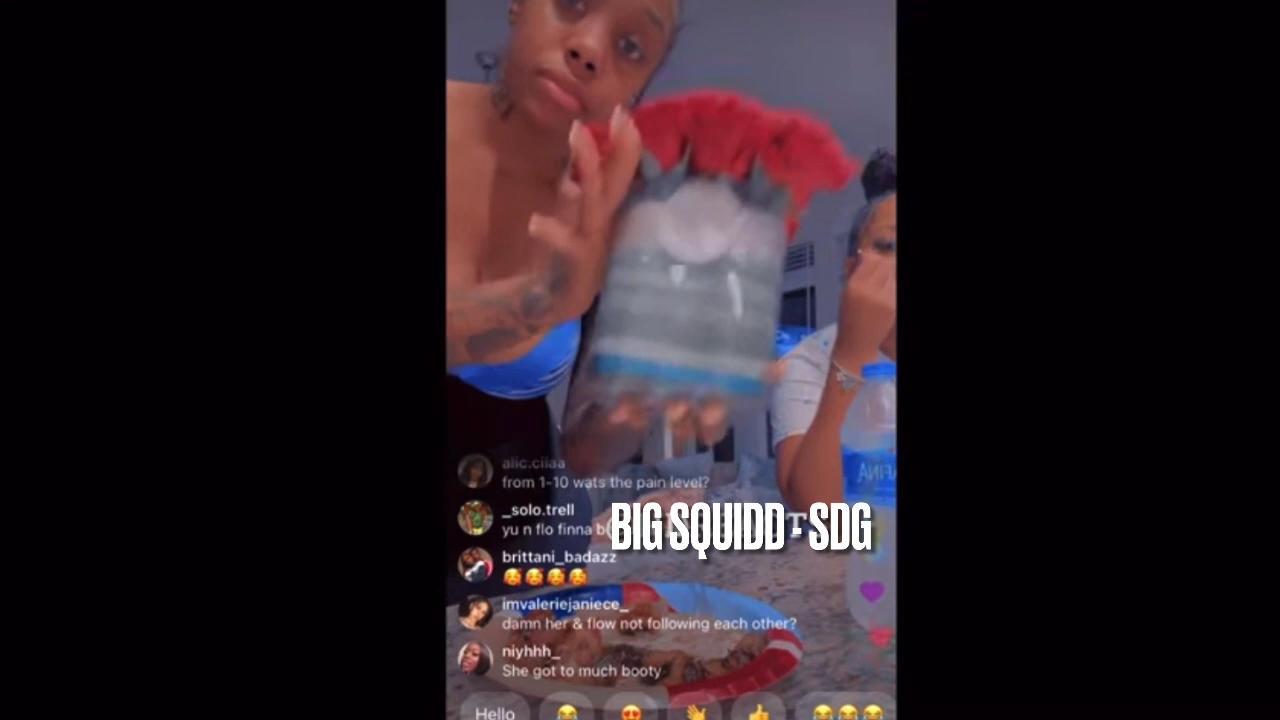 alic.ciiaa
from 1-10 wats the pain level?
_solo.trell
yu n flo finna
BIG SQUIDD - SDG
brittani_badazz
🥰🥰🥰🥰
imvaleriejaniece_
damn her & flow not following each other?
niyhhh_
She got to much booty
Hello 😂 😍 👋 👍 😂😂😂